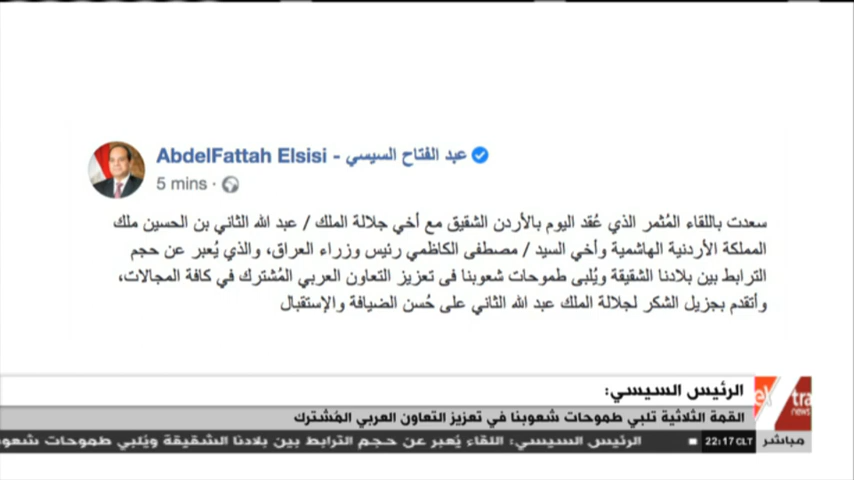 AbdelFattah Elsisi - عبد الفتاح السيسي
5 mins ·
سعدت باللقاء المُثمر الذي عُقد اليوم بالأردن الشقيق مع أخي جلالة الملك / عبد الله الثاني بن الحسين ملك
المملكة الأردنية الهاشمية وأخي السيد / مصطفى الكاظمي رئيس وزراء العراق، والذي يُعبر عن حجم
الترابط بين بلادنا الشقيقة ويُلبى طموحات شعوبنا فى تعزيز التعاون العربي المُشترك في كافة المجالات،
وأتقدم بجزيل الشكر لجلالة الملك عبد الله الثاني على حُسن الضيافة والإستقبال
الرئيس السيسي:
القمة الثلاثية تلبي طموحات شعوبنا في تعزيز التعاون العربي المُشترك
news
مباشر
22:17 CLT
الرئيس السيسي: اللقاء يُعبر عن حجم الترابط بين بلادنا الشقيقة ويُلبي طموحات